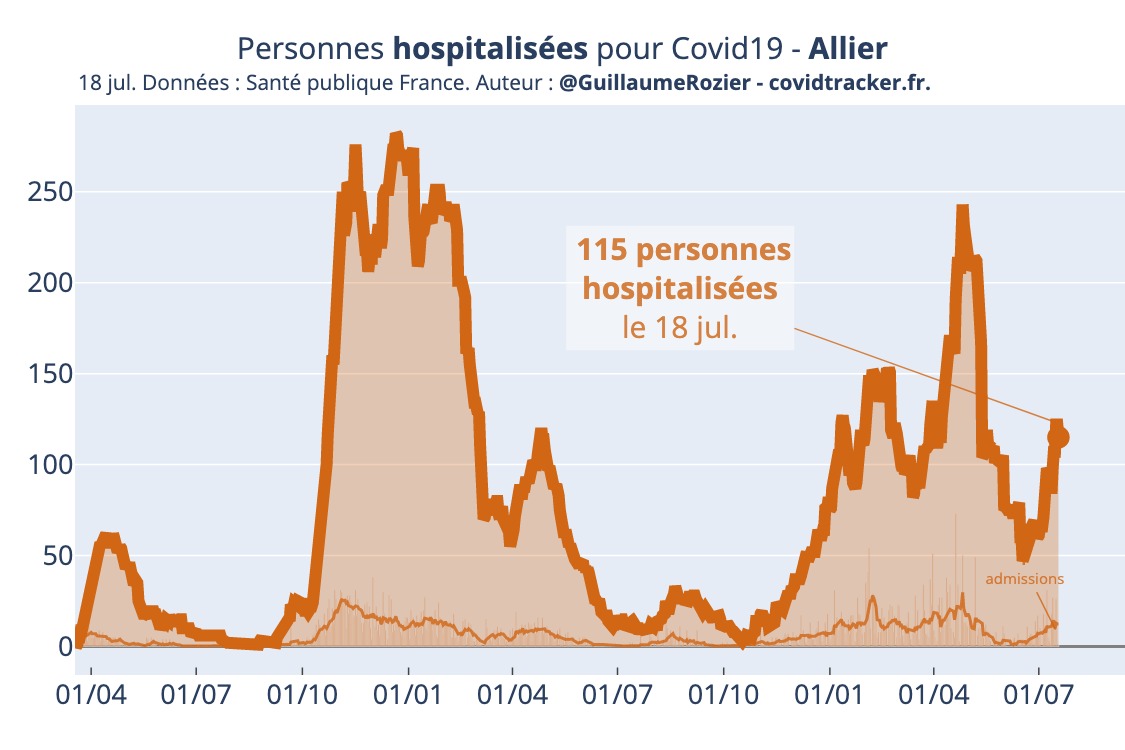 Personnes hospitalisées pour Covid19 - Allier
18 jul. Données : Santé publique France. Auteur : @GuillaumeRozier - covidtracker.fr.
250
200
150
100
50
0
115 personnes
hospitalisées
le 18 jul.
admissions
01/04 01/07 01/10 01/01 01/04 01/07 01/10 01/01 01/04 01/07